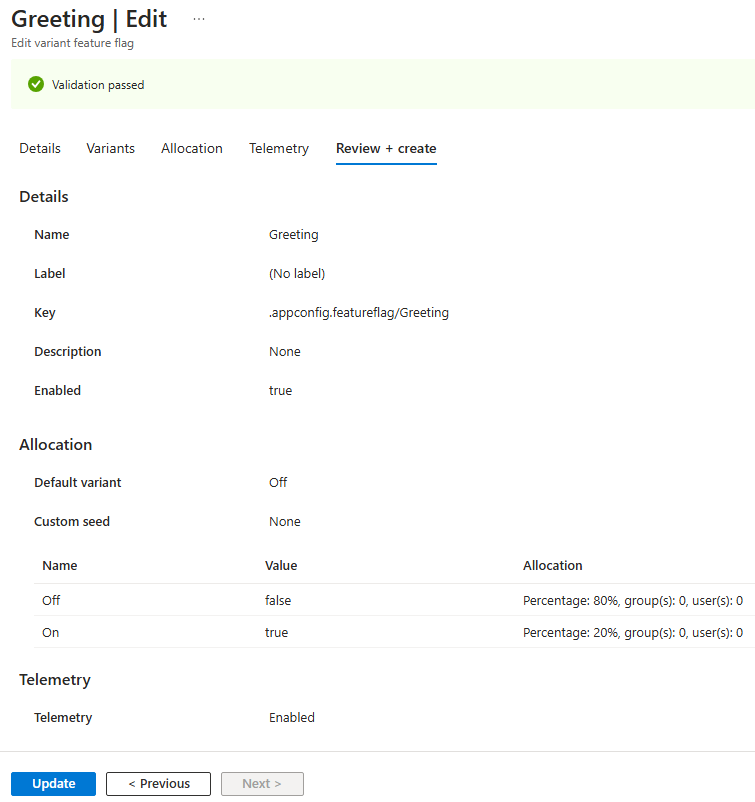 Greeting | Edit ...
Edit variant feature flag
Validation passed
Details Variants Allocation Telemetry Review + create
Details
Name Greeting
Label (No label)
Key .appconfig.featureflag/Greeting
Description None
Enabled true
Allocation
Default variant Off
Custom seed None
Name Value Allocation
Off false Percentage: 80%, group(s): 0, user(s): 0
On true Percentage: 20%, group(s): 0, user(s): 0
Telemetry
Telemetry Enabled
Update < Previous Next >